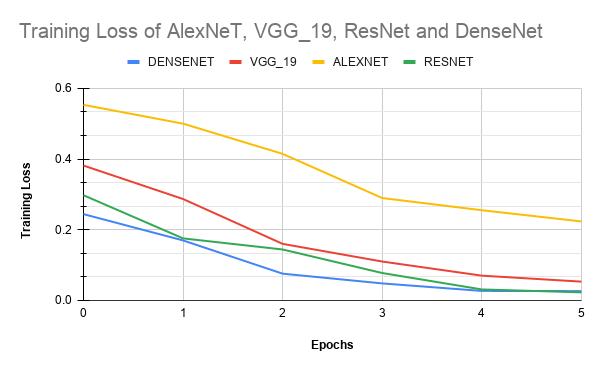 Training Loss of AlexNeT, VGG_19, ResNet and DenseNet
DENSENET VGG_19 ALEXNET RESNET
0.6
0.4
0.2
0.0
Training Loss
0 1 2 3 4 5
Epochs